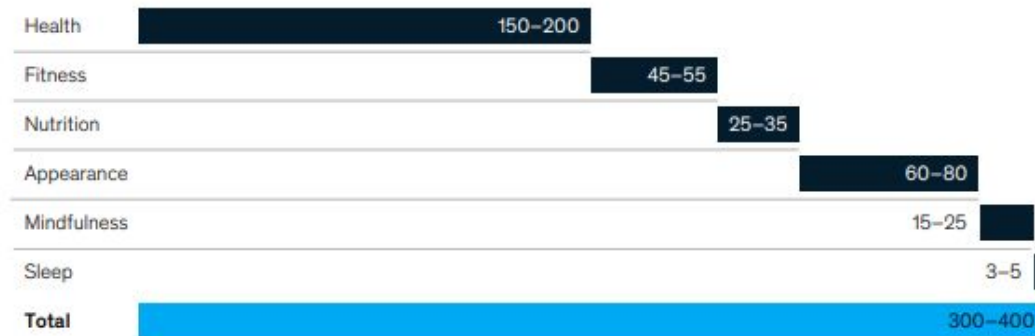 Health 150–200
Fitness 45–55
Nutrition 25–35
Appearance 60–80
Mindfulness 15–25
Sleep 3–5
Total 300–400